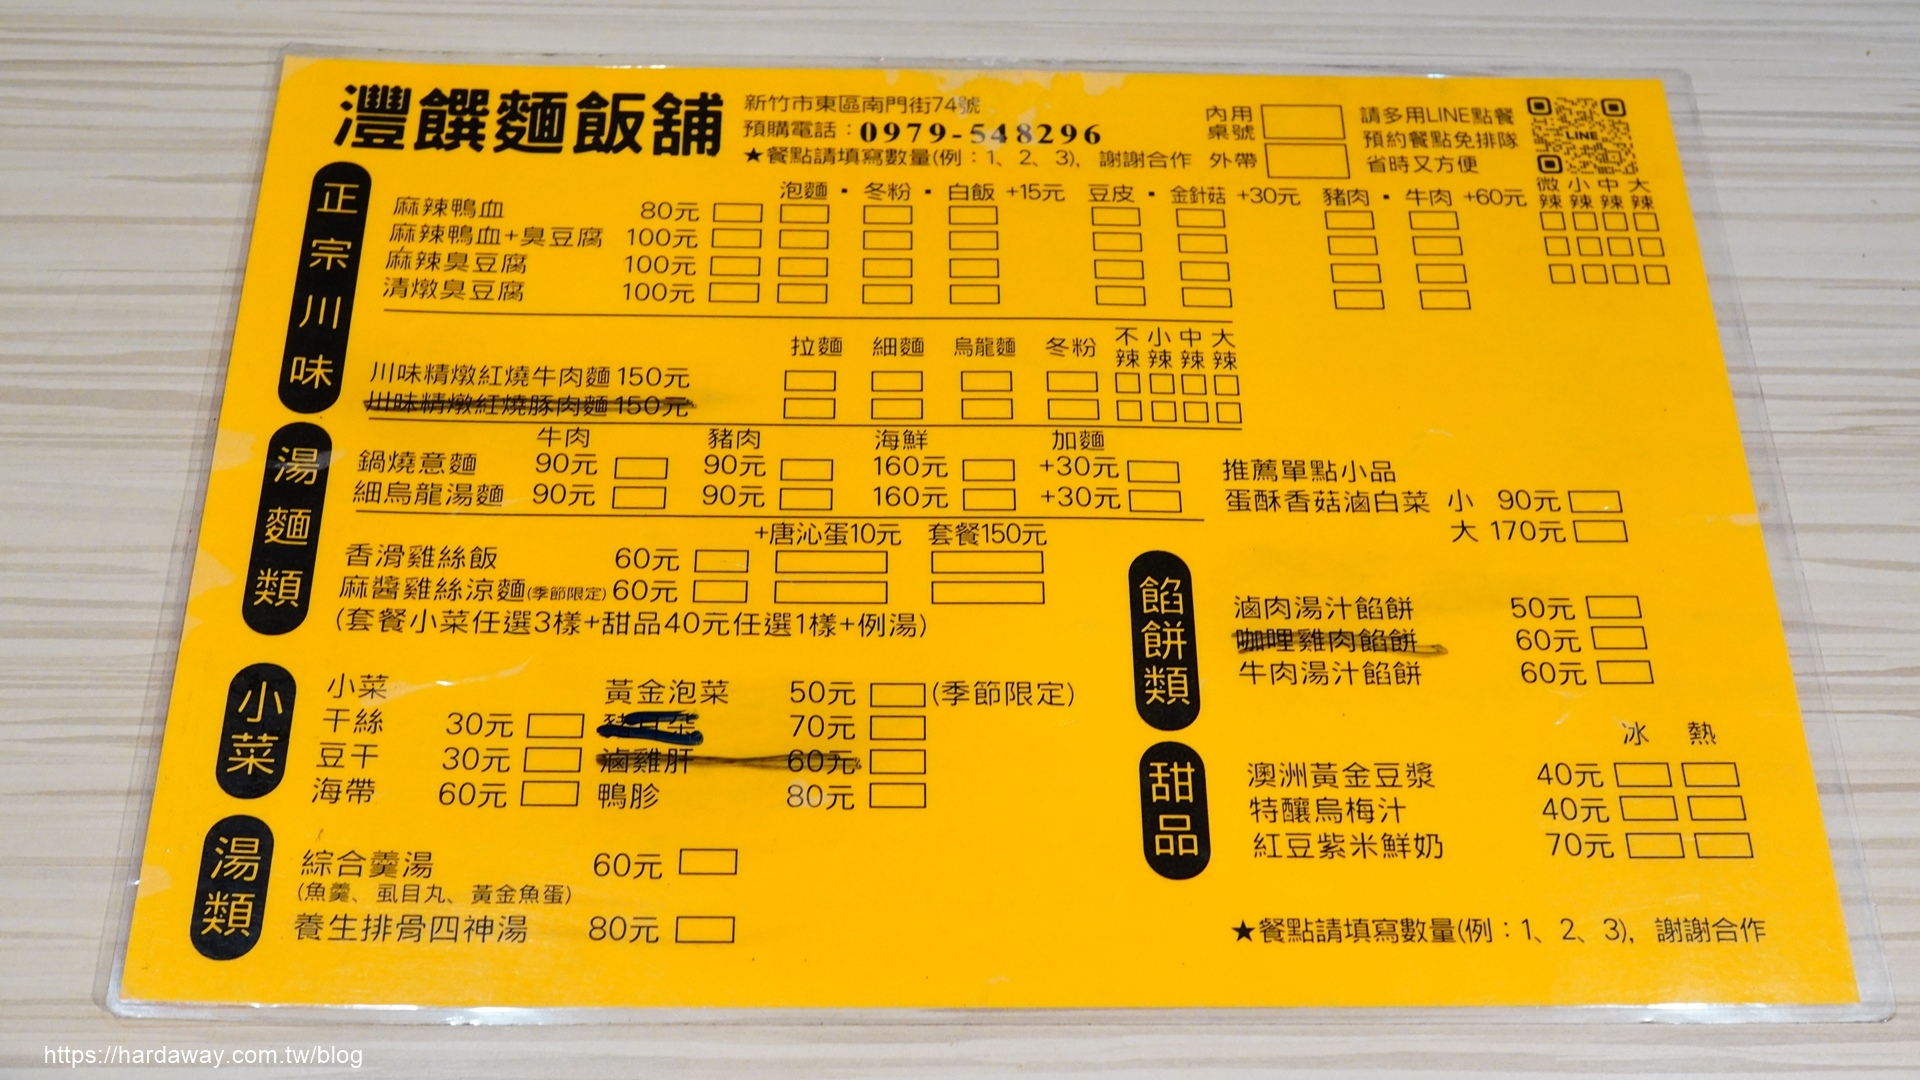 灃饌麵飯舖
新竹市東區南門街74號
預購電話：0979-548296
★餐點請填寫數量(例：1、2、3)，謝謝合作
內用
桌號
外帶
請多用LINE點餐
預約餐點免排隊
省時又方便
LINE
正宗川味
泡麵▪冬粉▪白飯 +15元 豆皮▪金針菇 +30元 豬肉▪牛肉 +60元 微辣 小辣 中辣 大辣
麻辣鴨血 80元
麻辣鴨血+臭豆腐 100元
麻辣臭豆腐 100元
清燉臭豆腐 100元
拉麵 細麵 烏龍麵 冬粉 不辣 小辣 中辣 大辣
川味精燉紅燒牛肉麵 150元
川味精燉紅燒豚肉麵 150元
湯麵類
牛肉 豬肉 海鮮 加麵
鍋燒意麵 90元 90元 160元 +30元
細烏龍湯麵 90元 90元 160元 +30元
+唐沁蛋10元 套餐150元
香滑雞絲飯 60元
麻醬雞絲涼麵(季節限定) 60元
(套餐小菜任選3樣+甜品40元任選1樣+例湯)
推薦單點小品
蛋酥香菇滷白菜 小 90元
大 170元
餡餅類
滷肉湯汁餡餅 50元
咖哩雞肉餡餅 60元
牛肉湯汁餡餅 60元
小菜
小菜 黃金泡菜 50元 (季節限定)
干絲 30元 豬耳朵 70元
豆干 30元 滷雞肝 60元
海帶 60元 鴨胗 80元
甜品
冰 熱
澳洲黃金豆漿 40元
特釀烏梅汁 40元
紅豆紫米鮮奶 70元
湯類
綜合羹湯 60元
(魚羹、虱目丸、黃金魚蛋)
養生排骨四神湯 80元
★餐點請填寫數量(例：1、2、3)，謝謝合作
https://hardaway.com.tw/blog